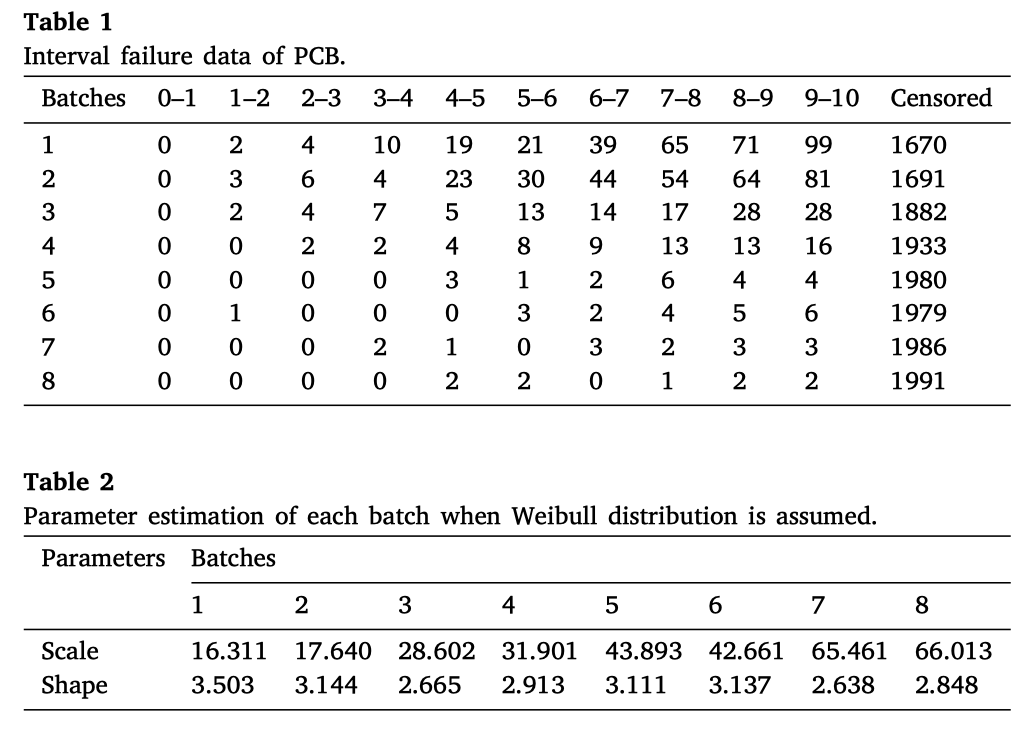 Table 1
Interval failure data of PCB.
Batches 0–1 1–2 2–3 3–4 4–5 5–6 6–7 7–8 8–9 9–10 Censored
1 0 2 4 10 19 21 39 65 71 99 1670
2 0 3 6 4 23 30 44 54 64 81 1691
3 0 2 4 7 5 13 14 17 28 28 1882
4 0 0 2 2 4 8 9 13 13 16 1933
5 0 0 0 0 3 1 2 6 4 4 1980
6 0 1 0 0 0 3 2 4 5 6 1979
7 0 0 0 2 1 0 3 2 3 3 1986
8 0 0 0 0 2 2 0 1 2 2 1991
Table 2
Parameter estimation of each batch when Weibull distribution is assumed.
Parameters Batches
1 2 3 4 5 6 7 8
Scale 16.311 17.640 28.602 31.901 43.893 42.661 65.461 66.013
Shape 3.503 3.144 2.665 2.913 3.111 3.137 2.638 2.848